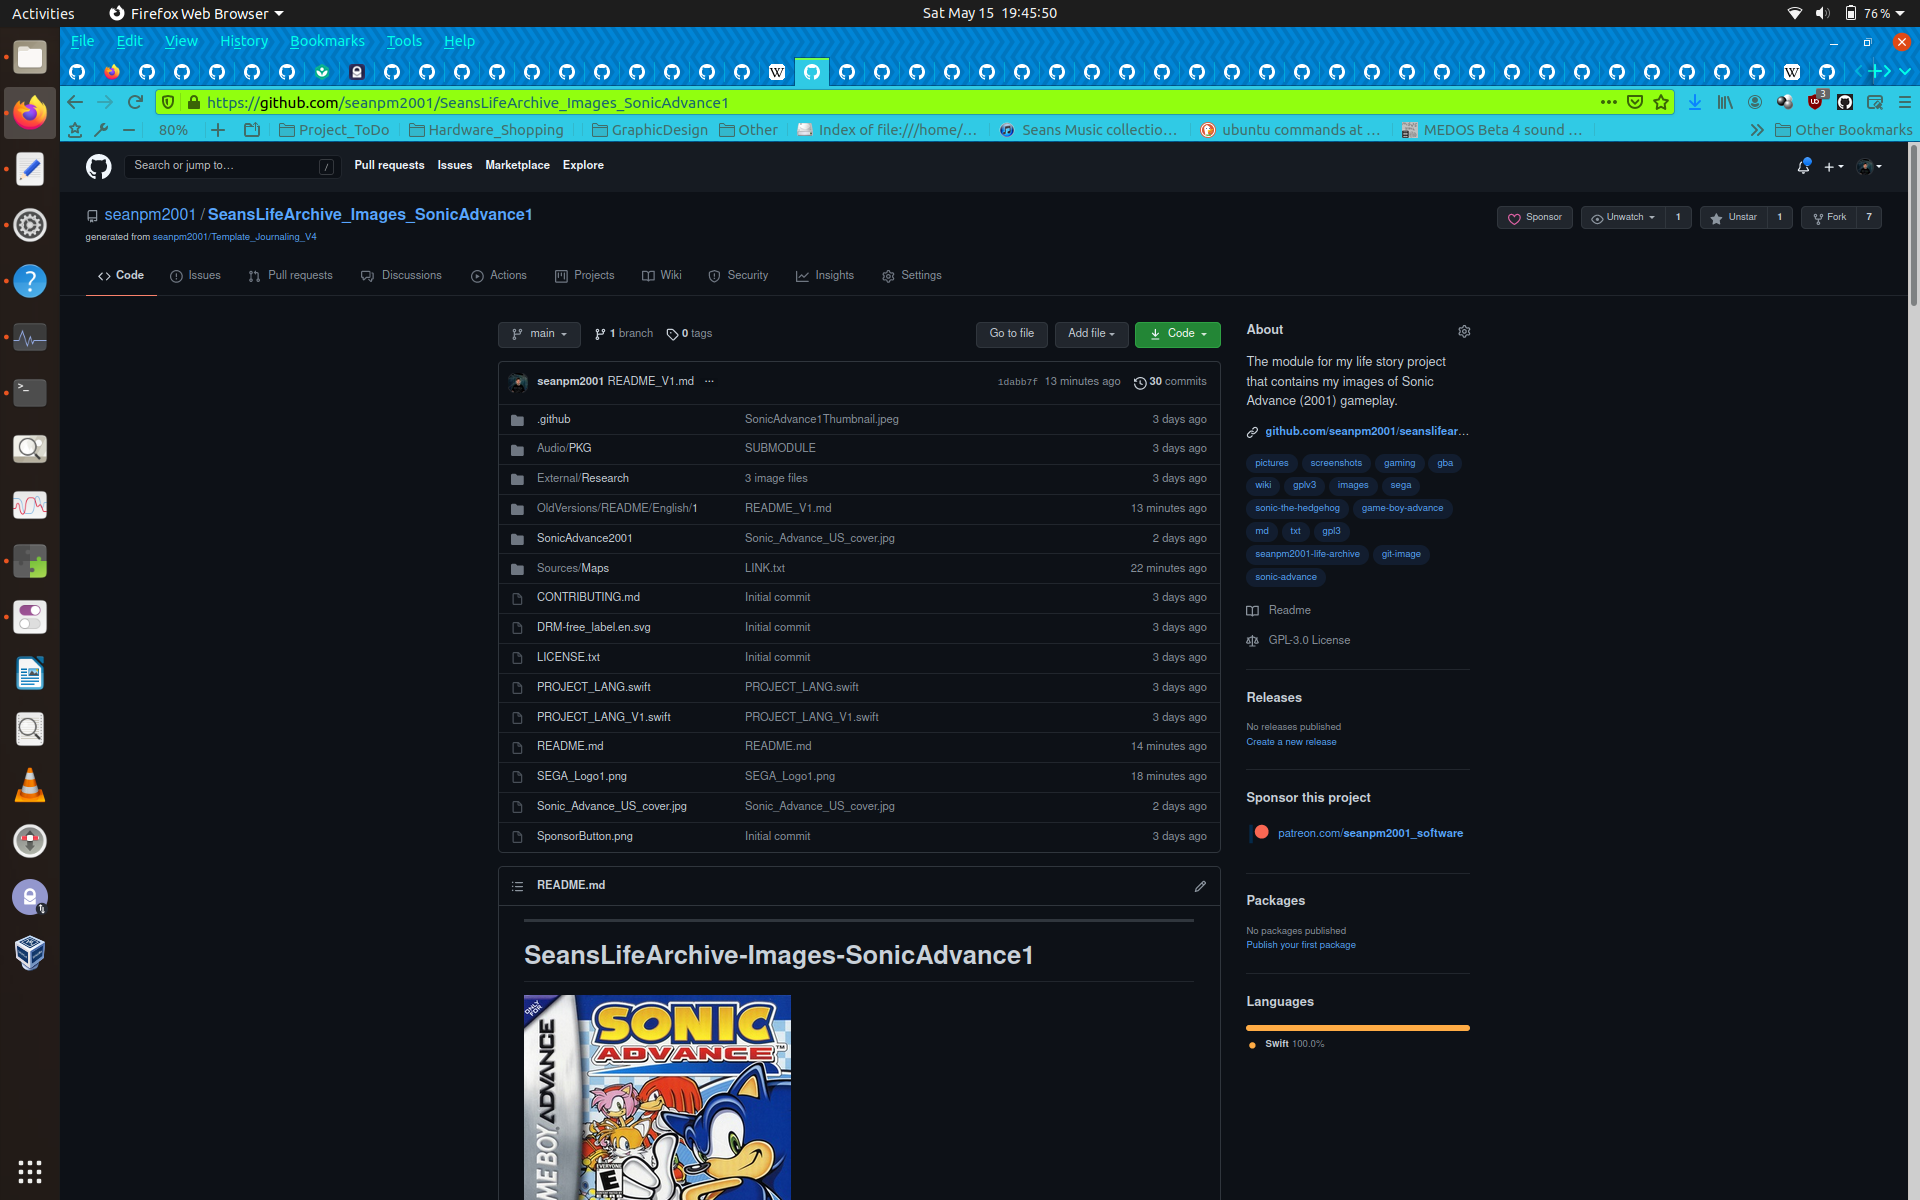 Activities
Firefox Web Browser
Sat May 15 19:45:50
76 %
File Edit View History Bookmarks Tools Help
https://github.com/seanpm2001/SeansLifeArchive_Images_SonicAdvance1
3
80%
Project_ToDo
Hardware_Shopping
GraphicDesign
Other
Index of file:///home/…
Seans Music collectio…
ubuntu commands at …
MEDOS Beta 4 sound …
Other Bookmarks
Search or jump to…
/
Pull requests Issues Marketplace Explore
seanpm2001 / SeansLifeArchive_Images_SonicAdvance1
generated from seanpm2001/Template_Journaling_V4
Sponsor
Unwatch 1
Unstar 1
Fork 7
Code
Issues
Pull requests
Discussions
Actions
Projects
Wiki
Security
Insights
Settings
main
1 branch
0 tags
Go to file
Add file
Code
seanpm2001 README_V1.md ...
1dabb7f 13 minutes ago 30 commits
.github SonicAdvance1Thumbnail.jpeg 3 days ago
Audio/PKG SUBMODULE 3 days ago
External/Research 3 image files 3 days ago
OldVersions/README/English/1 README_V1.md 13 minutes ago
SonicAdvance2001 Sonic_Advance_US_cover.jpg 2 days ago
Sources/Maps LINK.txt 22 minutes ago
CONTRIBUTING.md Initial commit 3 days ago
DRM-free_label.en.svg Initial commit 3 days ago
LICENSE.txt Initial commit 3 days ago
PROJECT_LANG.swift PROJECT_LANG.swift 3 days ago
PROJECT_LANG_V1.swift PROJECT_LANG_V1.swift 3 days ago
README.md README.md 14 minutes ago
SEGA_Logo1.png SEGA_Logo1.png 18 minutes ago
Sonic_Advance_US_cover.jpg Sonic_Advance_US_cover.jpg 2 days ago
SponsorButton.png Initial commit 3 days ago
README.md
SeansLifeArchive-Images-SonicAdvance1
ONLY FOR
GAME BOY ADVANCE
SONIC
ADVANCE™
EVERYONE
E
About
The module for my life story project
that contains my images of Sonic
Advance (2001) gameplay.
github.com/seanpm2001/seanslifear…
pictures screenshots gaming gba
wiki gplv3 images sega
sonic-the-hedgehog game-boy-advance
md txt gpl3
seanpm2001-life-archive git-image
sonic-advance
Readme
GPL-3.0 License
Releases
No releases published
Create a new release
Sponsor this project
patreon.com/seanpm2001_software
Packages
No packages published
Publish your first package
Languages
Swift 100.0%